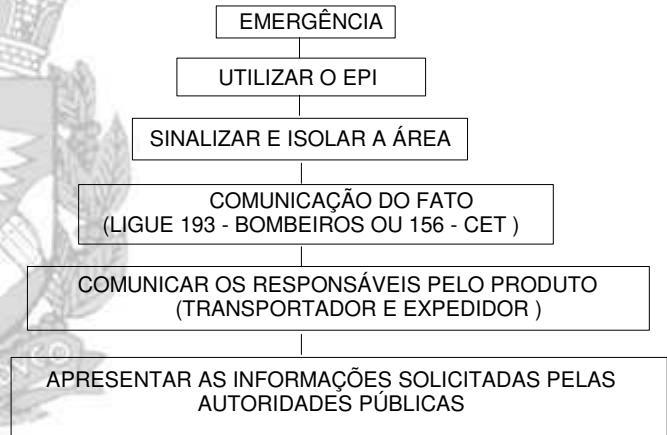 EMERGÊNCIA
UTILIZAR O EPI
SINALIZAR E ISOLAR A ÁREA
COMUNICAÇÃO DO FATO
(LIGUE 193 - BOMBEIROS OU 156 - CET )
COMUNICAR OS RESPONSÁVEIS PELO PRODUTO
(TRANSPORTADOR E EXPEDIDOR )
APRESENTAR AS INFORMAÇÕES SOLICITADAS PELAS
AUTORIDADES PÚBLICAS